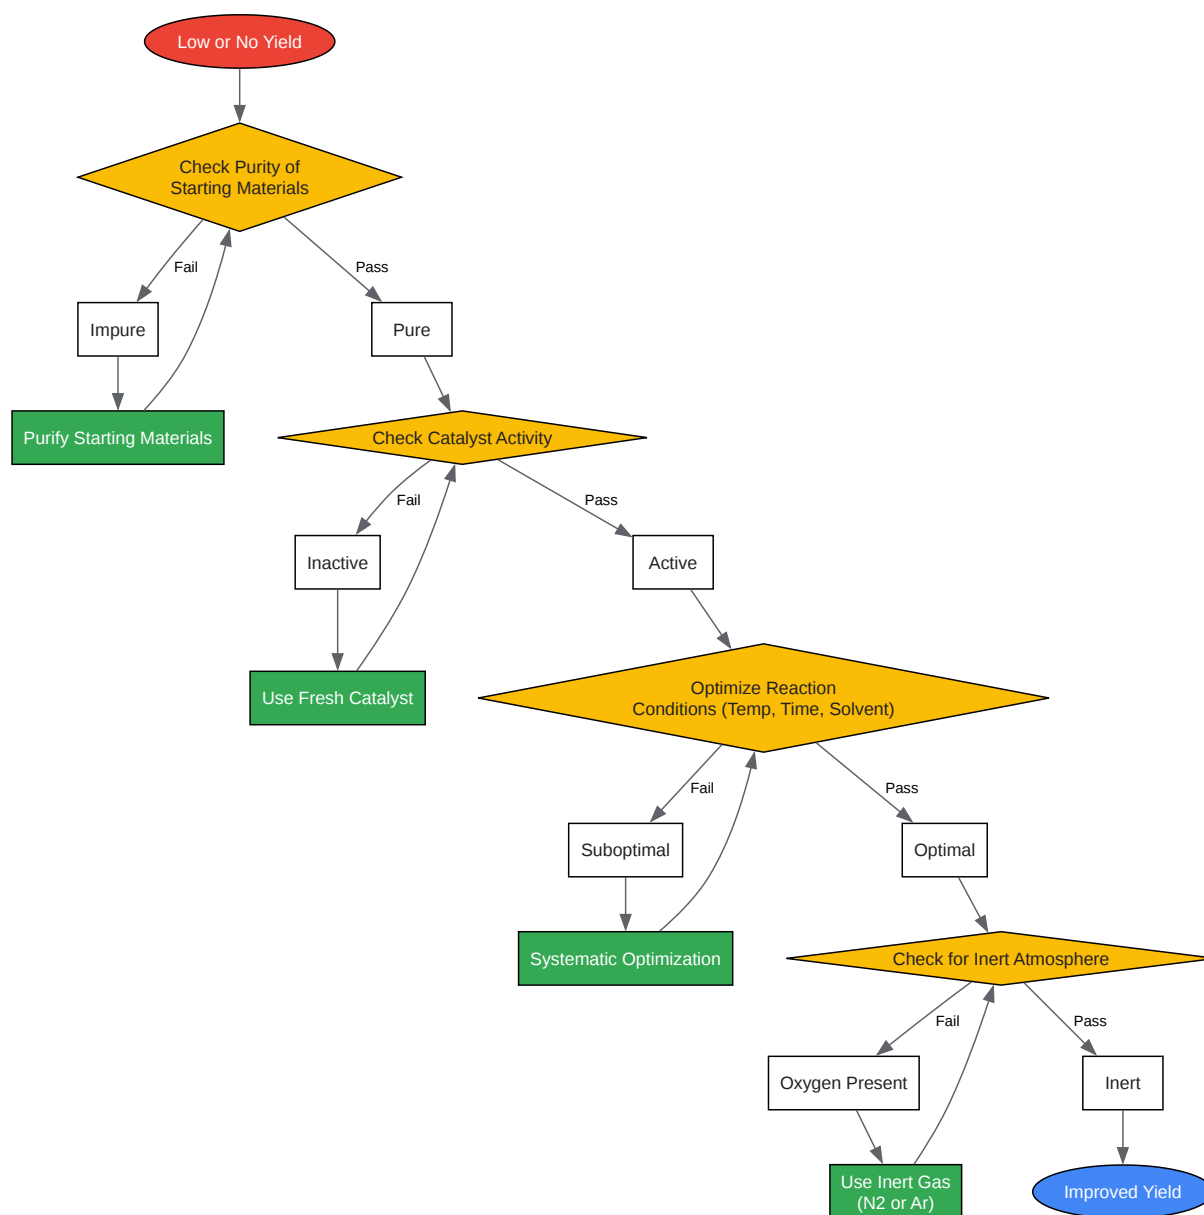 Low or No Yield
Check Purity of
Starting Materials
Fail
Pass
Impure
Pure
Purify Starting Materials
Check Catalyst Activity
Fail
Pass
Inactive
Active
Use Fresh Catalyst
Optimize Reaction
Conditions (Temp, Time, Solvent)
Fail
Pass
Suboptimal
Optimal
Systematic Optimization
Check for Inert Atmosphere
Fail
Pass
Oxygen Present
Inert
Use Inert Gas
(N2 or Ar)
Improved Yield